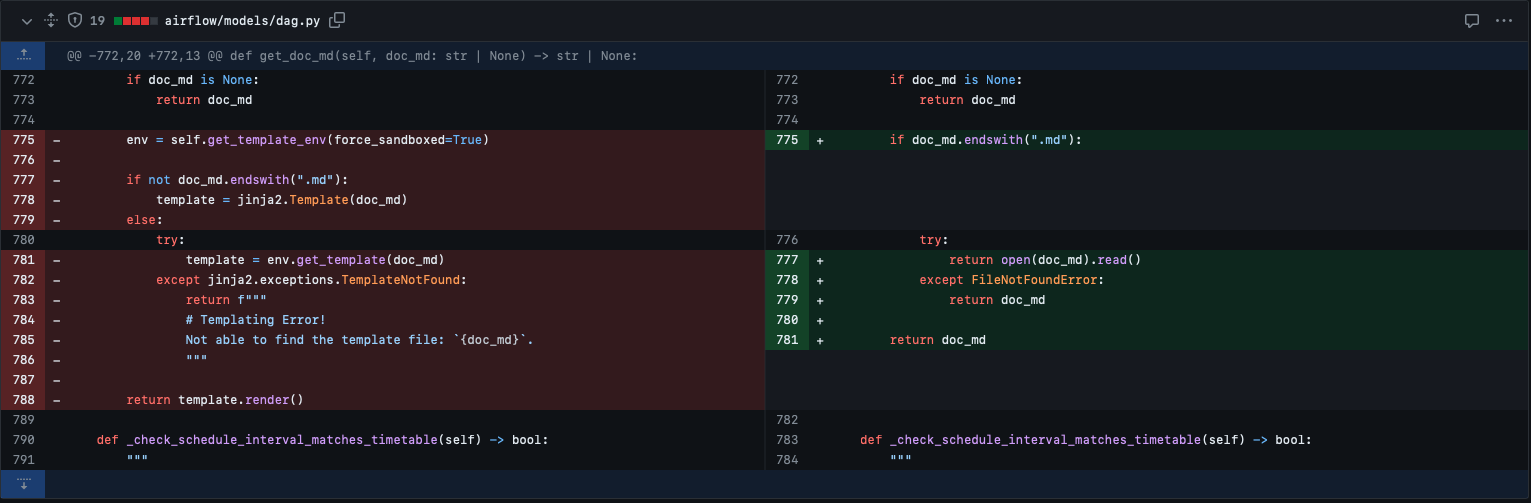 19 airflow/models/dag.py
@@ -772,20 +772,13 @@ def get_doc_md(self, doc_md: str | None) -> str | None:
772 if doc_md is None:
773 return doc_md
774
775 - env = self.get_template_env(force_sandboxed=True)
776 -
777 - if not doc_md.endswith(".md"):
778 - template = jinja2.Template(doc_md)
779 - else:
780 try:
781 - template = env.get_template(doc_md)
782 - except jinja2.exceptions.TemplateNotFound:
783 - return f"""
784 - # Templating Error!
785 - Not able to find the template file: `{doc_md}`.
786 - """
787 -
788 - return template.render()
789
790 def _check_schedule_interval_matches_timetable(self) -> bool:
791 """
772 if doc_md is None:
773 return doc_md
774
775 + if doc_md.endswith(".md"):
776 try:
777 + return open(doc_md).read()
778 + except FileNotFoundError:
779 + return doc_md
780 +
781 + return doc_md
782
783 def _check_schedule_interval_matches_timetable(self) -> bool:
784 """